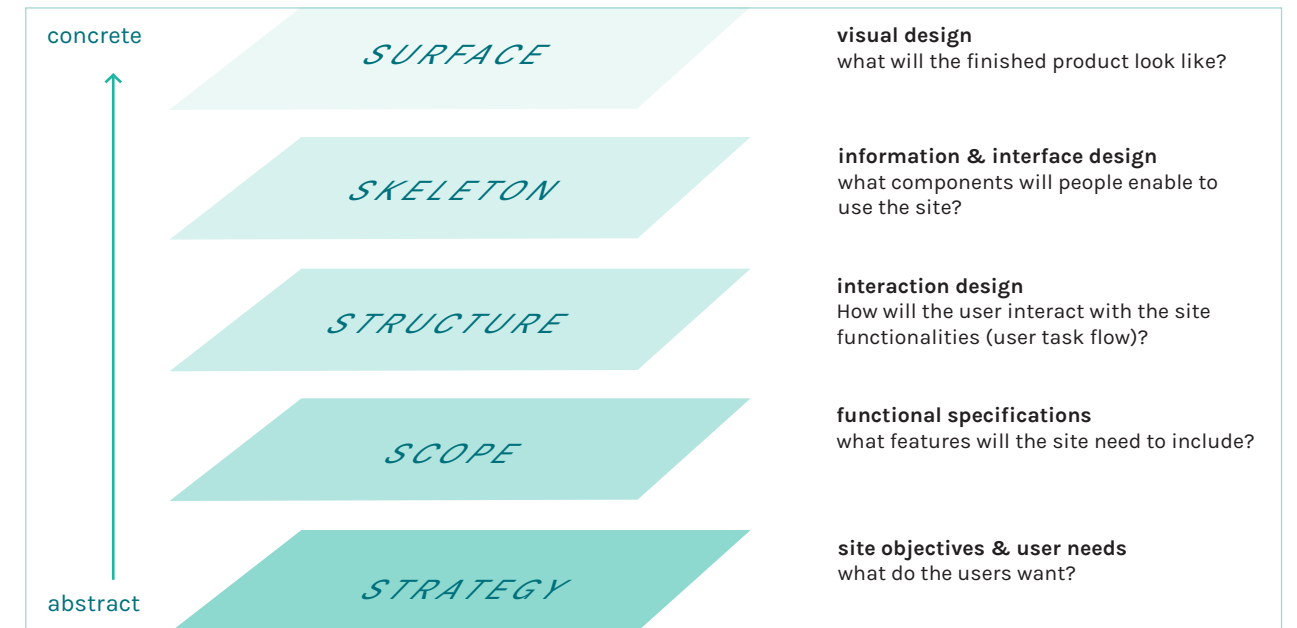 concrete
SURFACE
visual design
what will the finished product look like?
SKELETON
information & interface design
what components will people enable to
use the site?
STRUCTURE
interaction design
How will the user interact with the site
functionalities (user task flow)?
SCOPE
functional specifications
what features will the site need to include?
STRATEGY
site objectives & user needs
what do the users want?
abstract